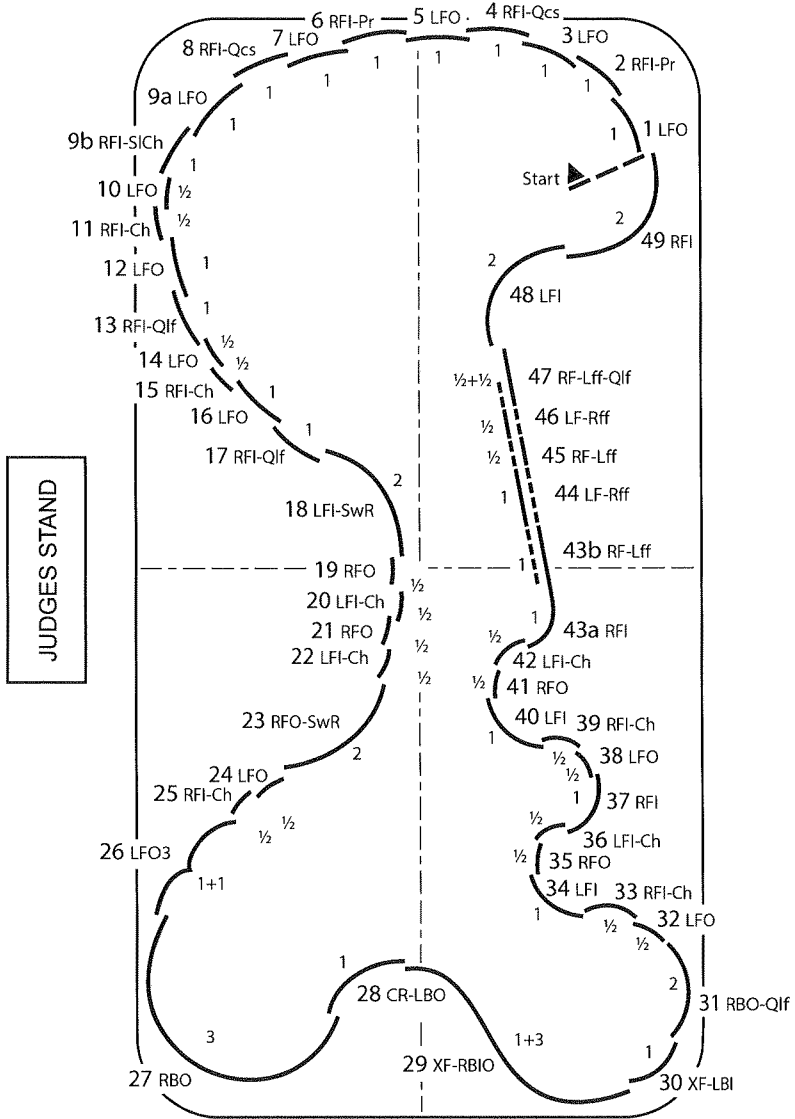 Start
1 LFO
1
2 RFI-Pr
1
3 LFO
1
4 RFI-Qcs
1
5 LFO
1
6 RFI-Pr
1
7 LFO
1
8 RFI-Qcs
1
9a LFO
1
9b RFI-SlCh
1
10 LFO
½
11 RFI-Ch
½
12 LFO
1
13 RFI-Qlf
1
14 LFO
½
15 RFI-Ch
½
16 LFO
1
17 RFI-Qlf
1
18 LFI-SwR
2
19 RFO
½
20 LFI-Ch
½
21 RFO
½
22 LFI-Ch
½
23 RFO-SwR
2
24 LFO
½
25 RFI-Ch
½
26 LFO3
1+1
27 RBO
3
28 CR-LBO
1
29 XF-RBIO
1+3
30 XF-LBI
1
31 RBO-Qlf
2
32 LFO
½
33 RFI-Ch
½
34 LFI
1
35 RFO
½
36 LFI-Ch
½
37 RFI
1
38 LFO
½
39 RFI-Ch
½
40 LFI
1
41 RFO
½
42 LFI-Ch
½
43a RFI
1
43b RF-Lff
1
44 LF-Rff
1
45 RF-Lff
½
46 LF-Rff
½
47 RF-Lff-Qlf
½+½
48 LFI
2
49 RFI
2
JUDGES STAND